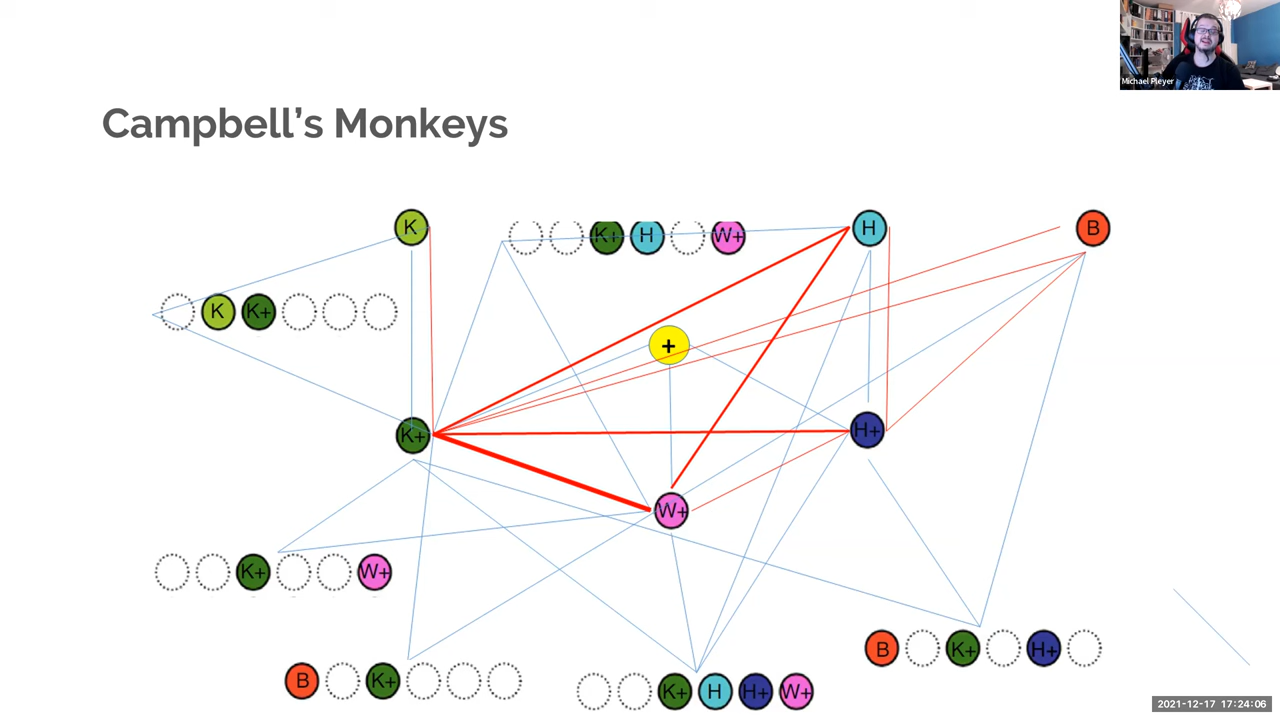 Michael Pleyer
Campbell's Monkeys
K
K+ H W+
H
B
K K+
+
K+
H+
W+
K+ W+
B K+ H+
B K+
K+ H H+ W+
2021-12-17 17:24:06